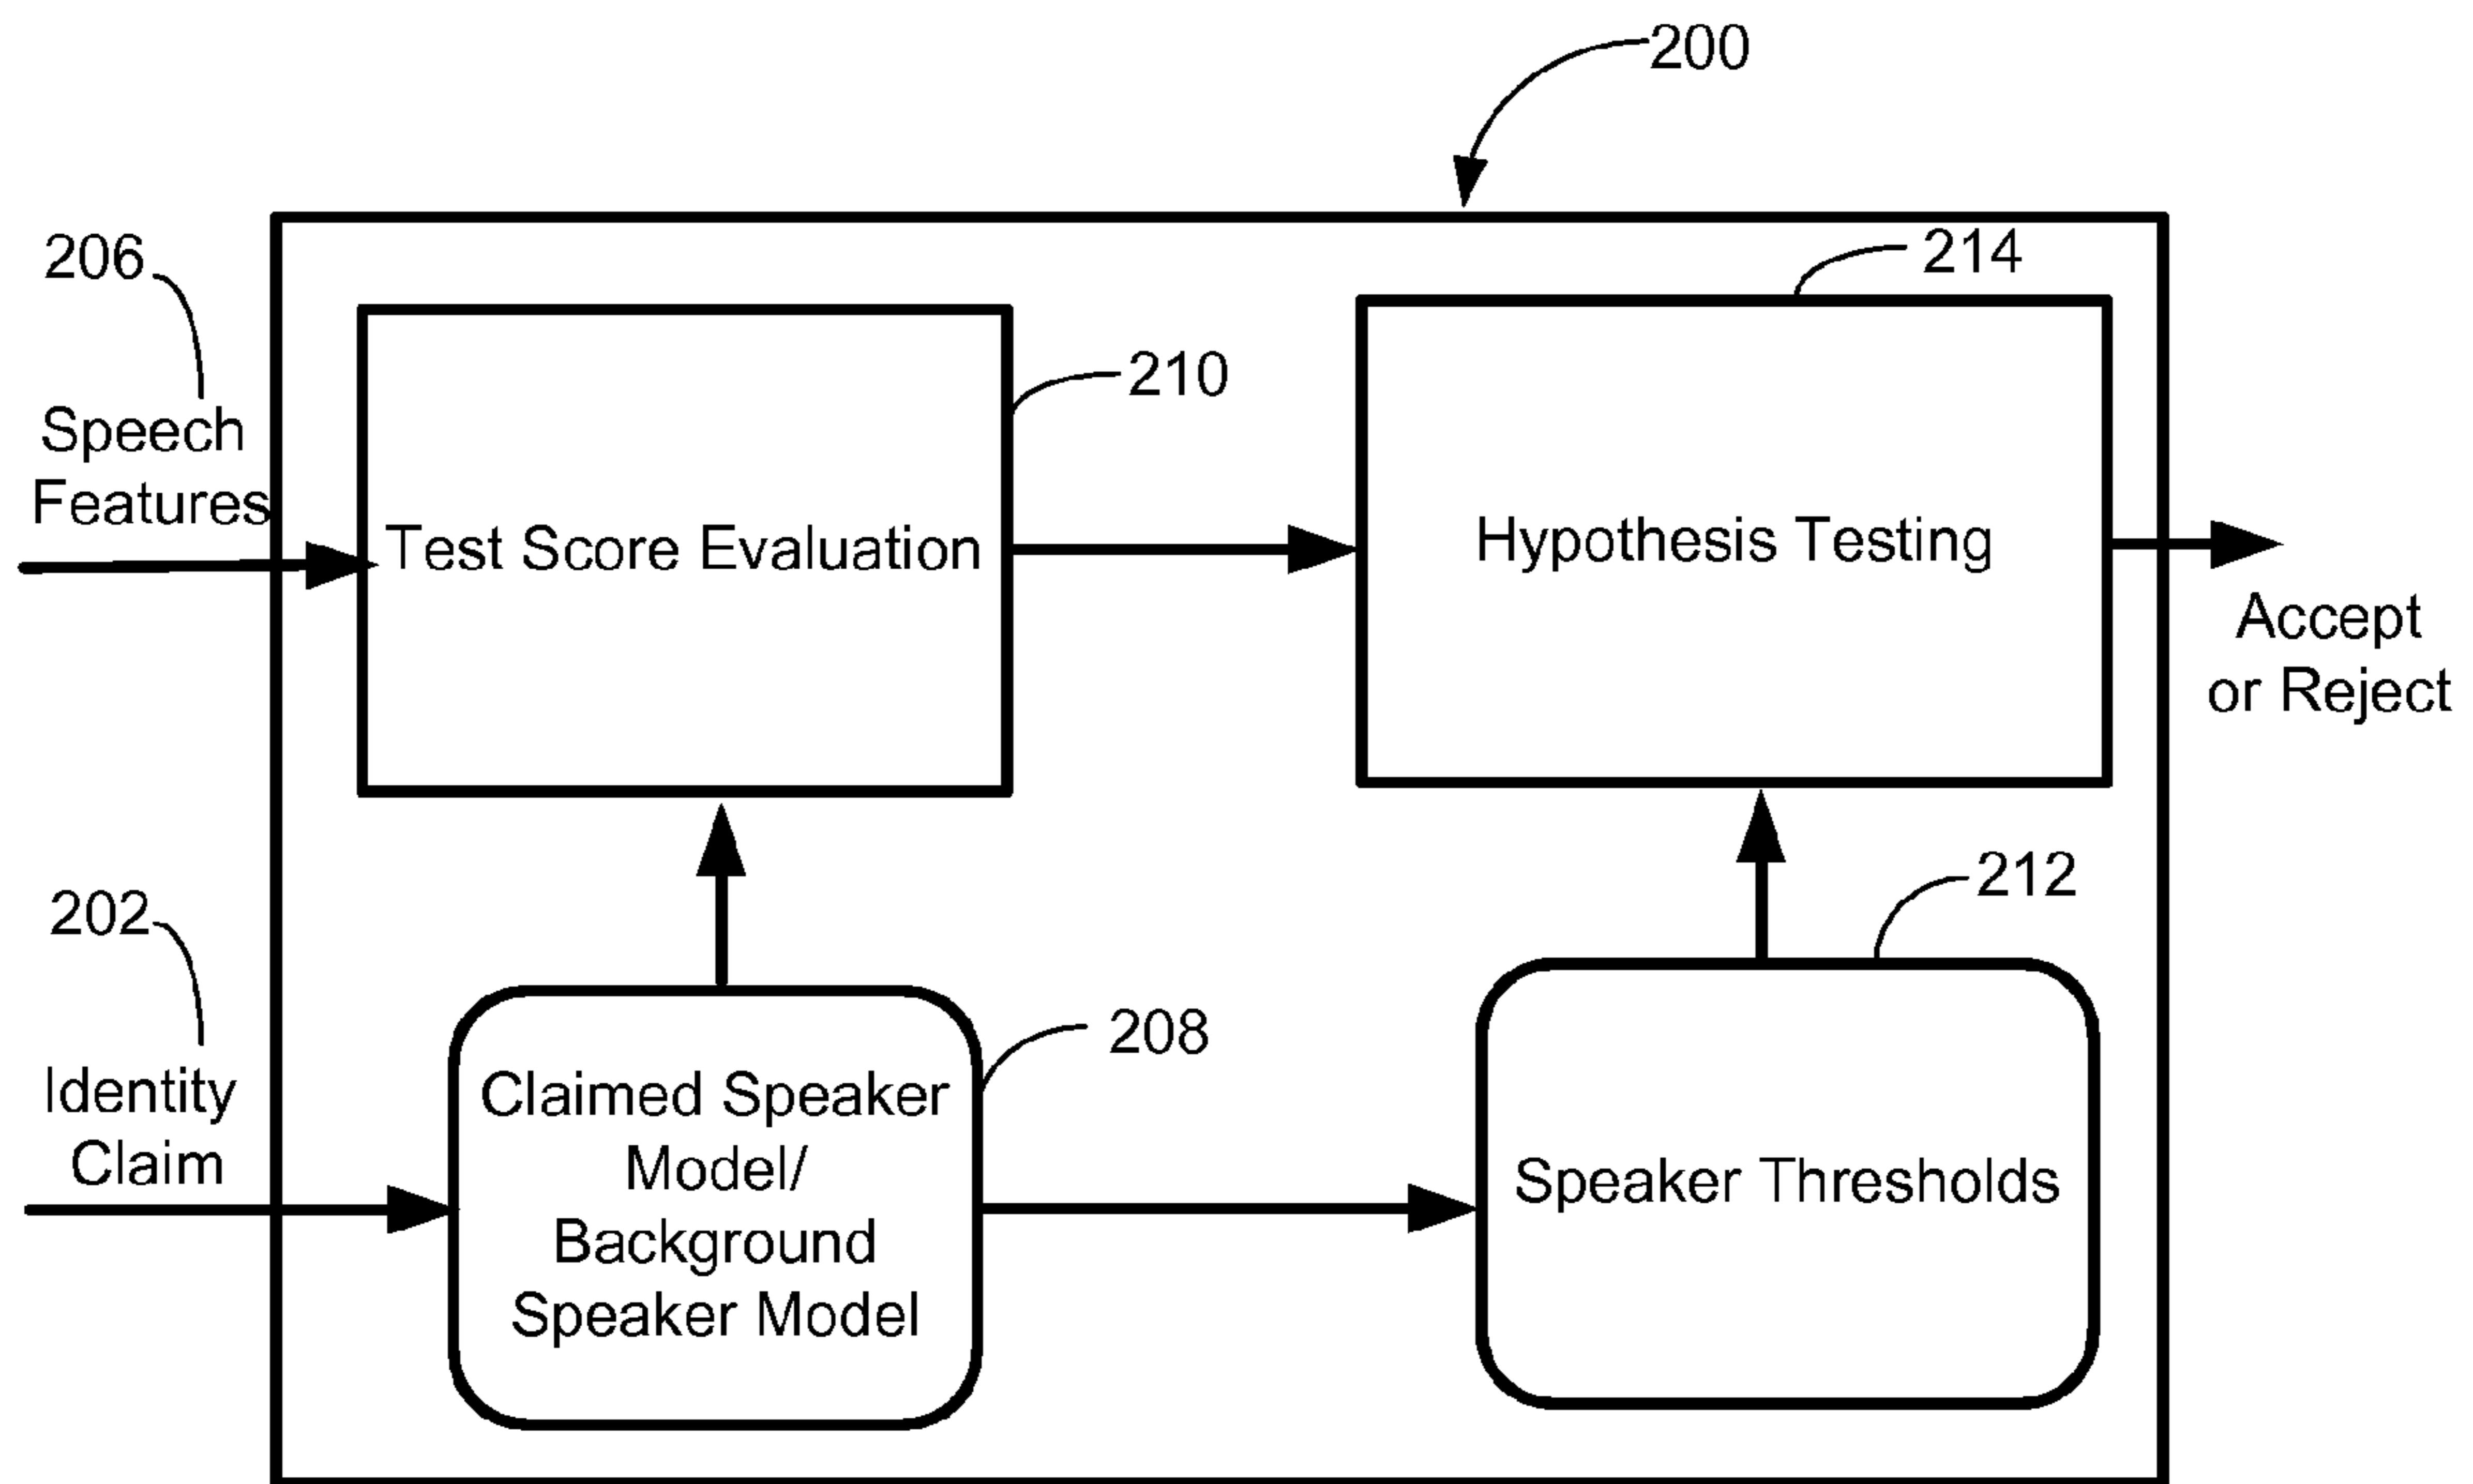 200
206
214
Speech
Features
210
Test Score Evaluation
Hypothesis Testing
Accept
or Reject
202
212
Identity
Claim
208
Claimed Speaker
Model/
Background
Speaker Model
Speaker Thresholds